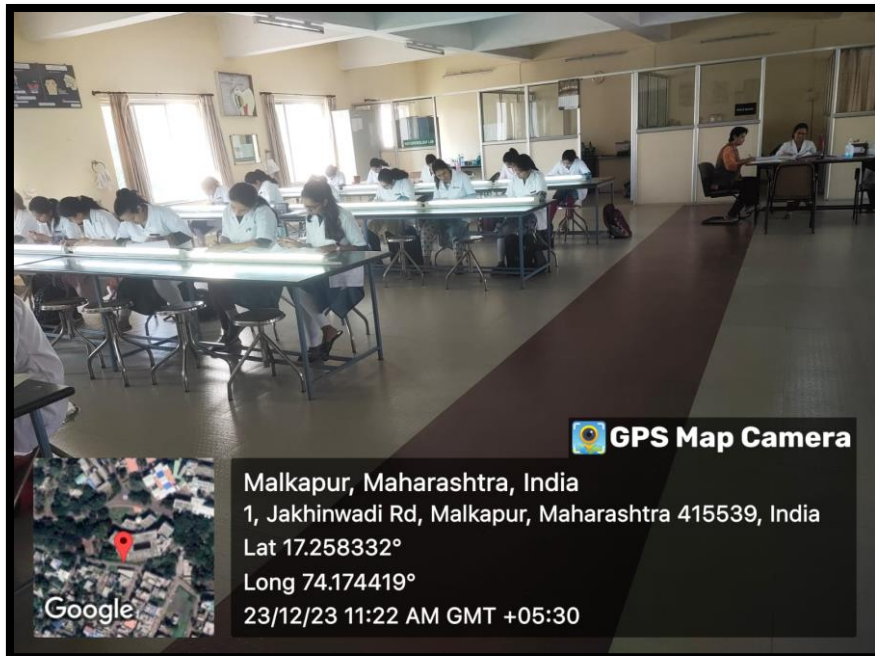 GPS Map Camera
Malkapur, Maharashtra, India
1, Jakhinwadi Rd, Malkapur, Maharashtra 415539, India
Lat 17.258332°
Long 74.174419°
23/12/23 11:22 AM GMT +05:30
Google